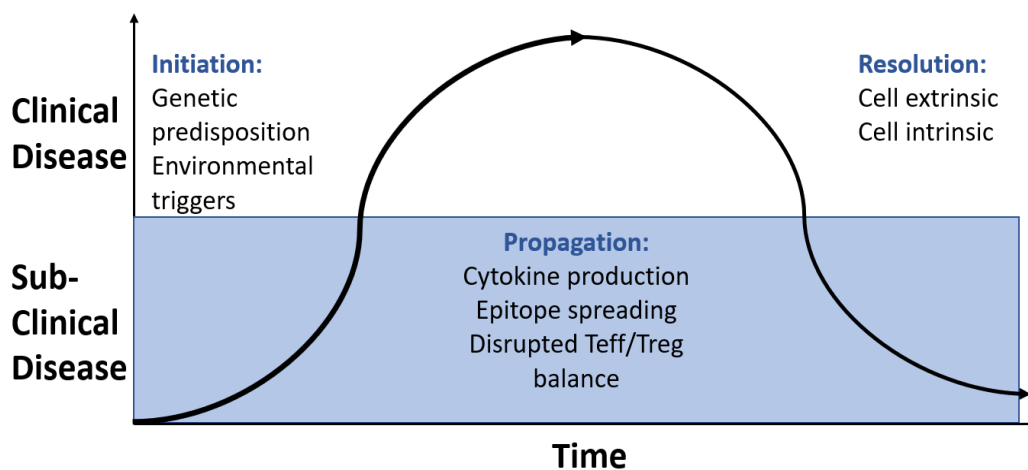 Clinical
Disease
Sub-
Clinical
Disease
Initiation:
Genetic
predisposition
Environmental
triggers
Propagation:
Cytokine production
Epitope spreading
Disrupted Teff/Treg
balance
Resolution:
Cell extrinsic
Cell intrinsic
Time